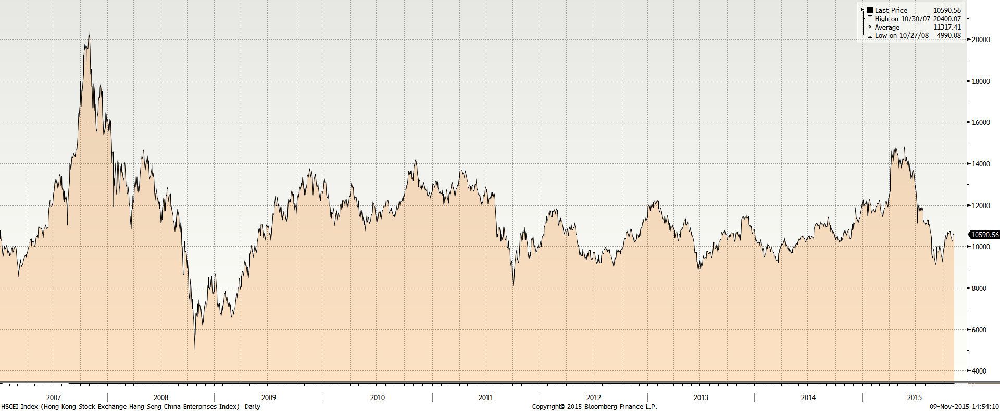 Last Price 10590.56
High on 10/30/07 20400.07
Average 11317.41
Low on 10/27/08 4990.08
20000
18000
16000
14000
12000
10590.56
10000
8000
6000
4000
2007 2008 2009 2010 2011 2012 2013 2014 2015
HSCEI Index (Hong Kong Stock Exchange Hang Seng China Enterprises Index) Daily Copyright© 2015 Bloomberg Finance L.P. 09-Nov-2015 14:54:10